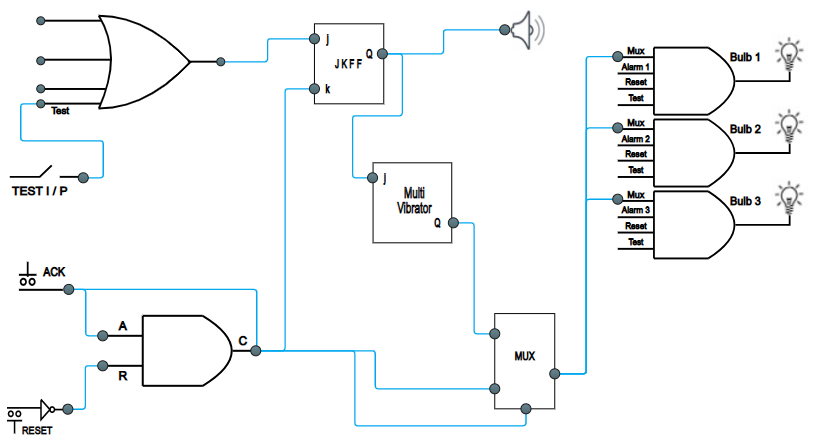 Test
TEST I / P
j
J K F F
Q
k
j
Multi
Vibrator
Q
ACK
A
C
R
RESET
MUX
Mux
Alarm 1
Reset
Test
Bulb 1
Mux
Alarm 2
Reset
Test
Bulb 2
Mux
Alarm 3
Reset
Test
Bulb 3